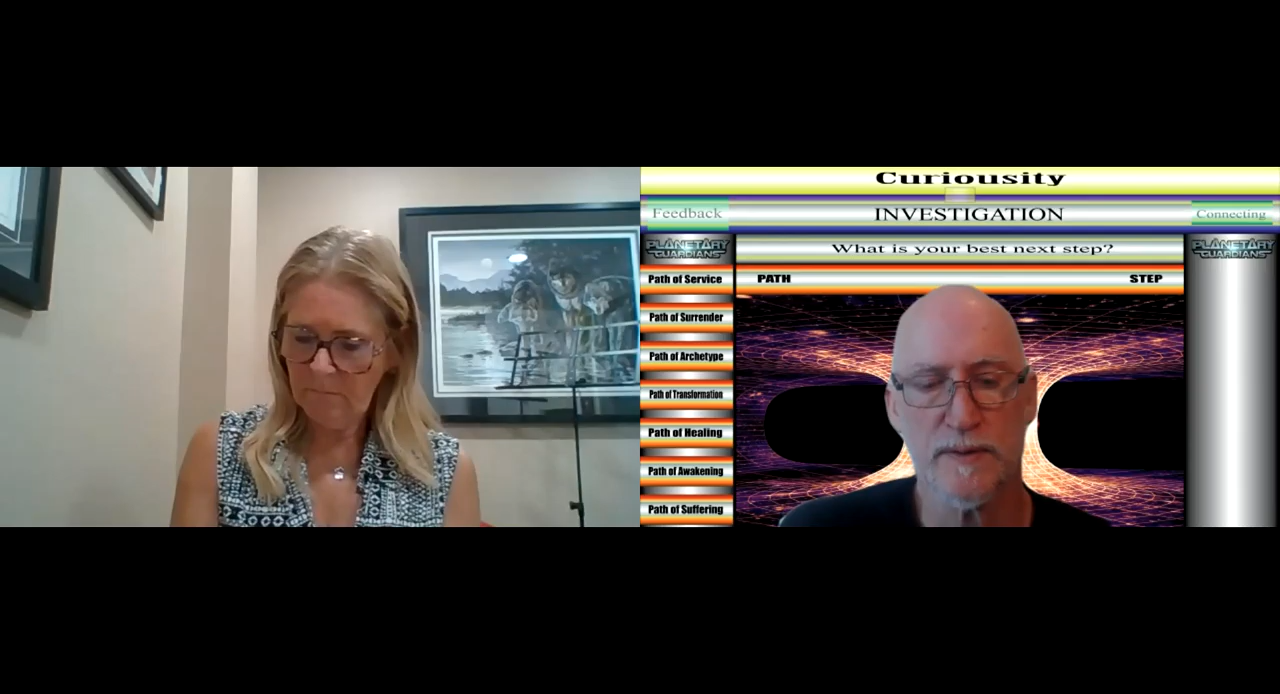 Curiousity
Feedback
INVESTIGATION
Connecting
PLANETARY
GUARDIANS
What is your best next step?
PLANETARY
GUARDIANS
Path of Service
PATH
STEP
Path of Surrender
Path of Archetype
Path of Transformation
Path of Healing
Path of Awakening
Path of Suffering